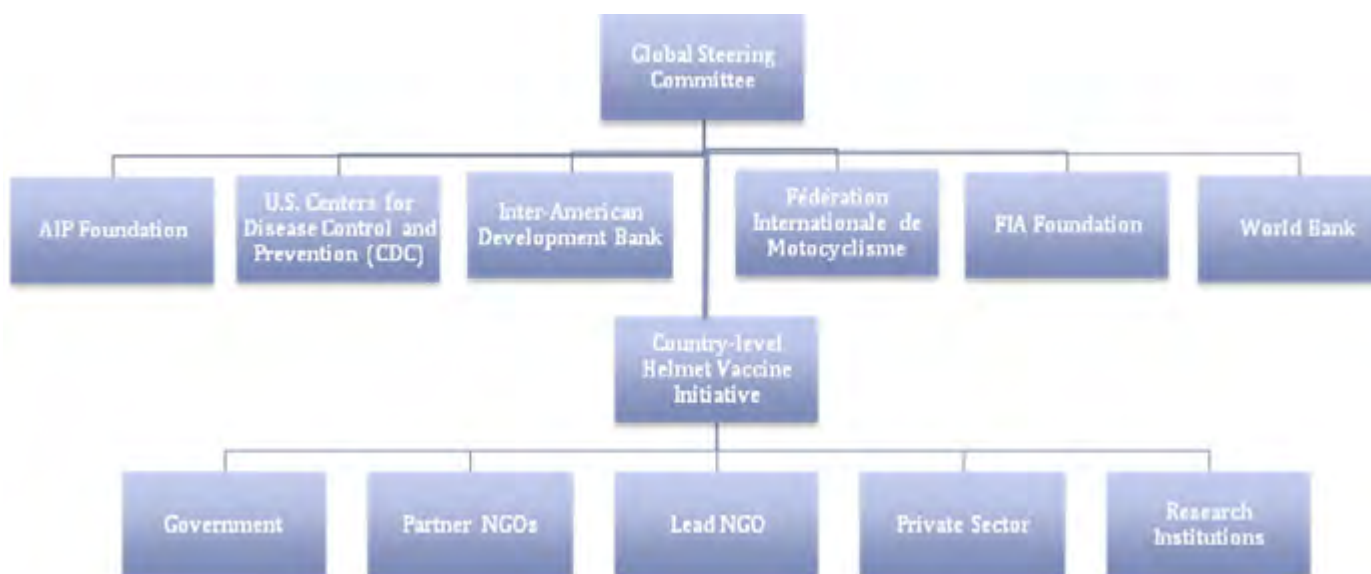 Global Steering
Committee
AIP Foundation
U.S. Centers for
Disease Control and
Prevention (CDC)
Inter-American
Development Bank
Fédération
Internationale de
Motocyclisme
FIA Foundation
World Bank
Country-level
Helmet Vaccine
Initiative
Government
Partner NGOs
Lead NGO
Private Sector
Research
Institutions